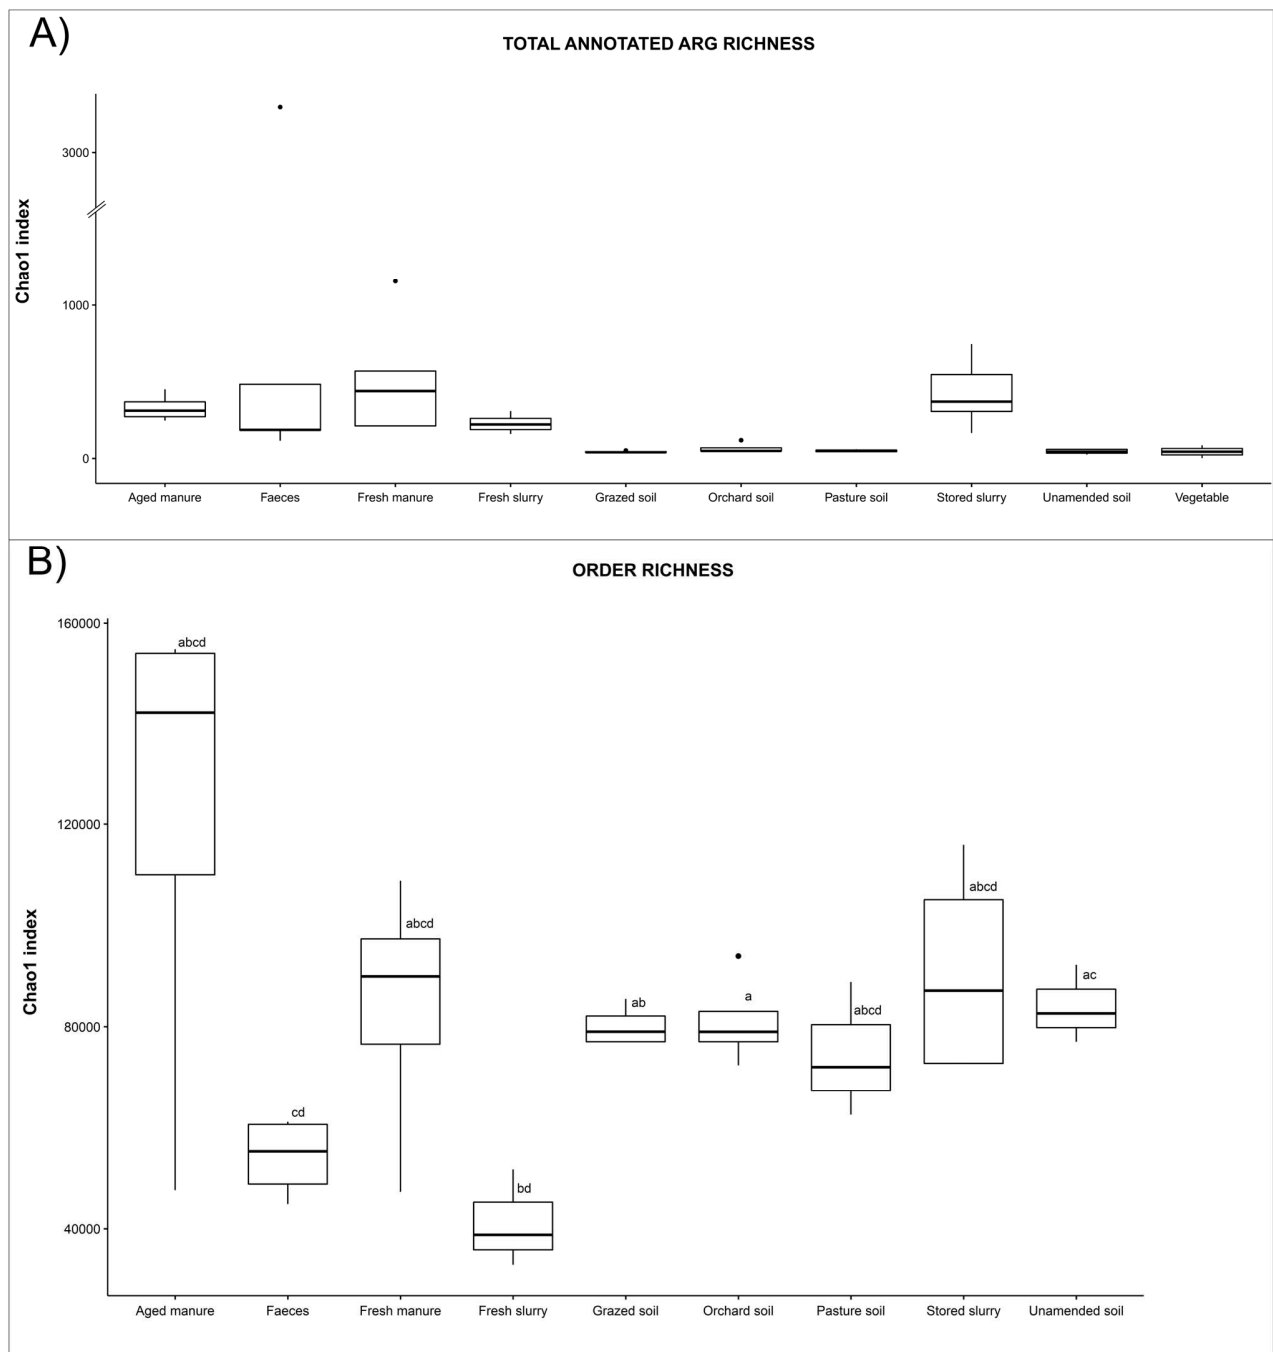 A)
TOTAL ANNOTATED ARG RICHNESS
Chao1 index
3000
1000
0
Aged manure Faeces Fresh manure Fresh slurry Grazed soil Orchard soil Pasture soil Stored slurry Unamended soil Vegetable
B)
ORDER RICHNESS
Chao1 index
160000
abcd
120000
abcd
abcd
80000
ab
a
abcd
ac
cd
bd
40000
Aged manure Faeces Fresh manure Fresh slurry Grazed soil Orchard soil Pasture soil Stored slurry Unamended soil